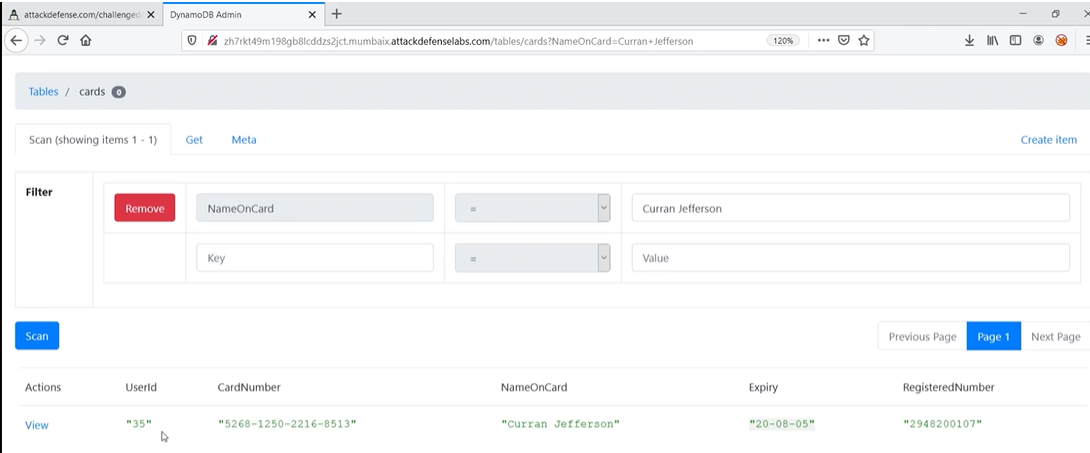 attackdefense.com/challenged
DynamoDB Admin
zh7rkt49m198gb8lcddzs2jct.mumbaix.attackdefenselabs.com/tables/cards?NameOnCard=Curran+Jefferson
120%
Tables / cards 0
Scan (showing items 1 - 1) Get Meta Create item
Filter
Remove NameOnCard = Curran Jefferson
Key = Value
Scan Previous Page Page 1 Next Page
Actions UserId CardNumber NameOnCard Expiry RegisteredNumber
View "35" "5268-1250-2216-8513" "Curran Jefferson" "20-08-05" "2948200107"